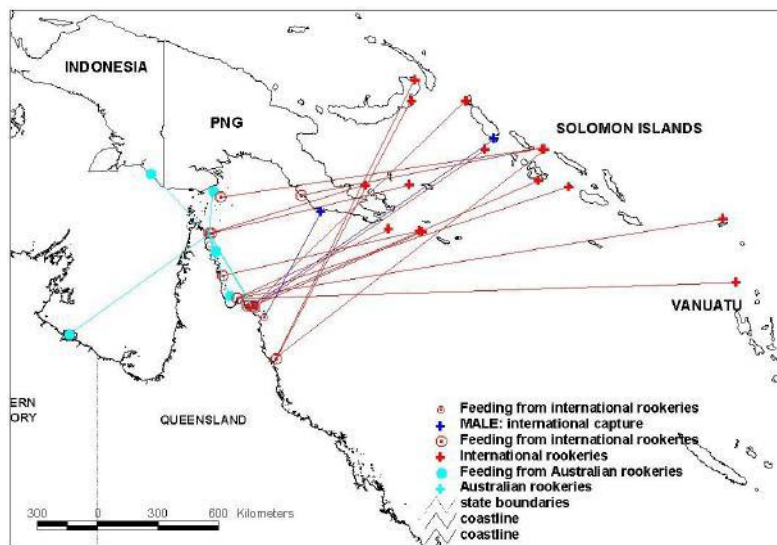 INDONESIA
PNG
SOLOMON ISLANDS
VANUATU
ERN
ORY
QUEENSLAND
Feeding from international rookeries
MALE: international capture
Feeding from international rookeries
International rookeries
Feeding from Australian rookeries
Australian rookeries
state boundaries
coastline
coastline
300 0 300 600 Kilometers